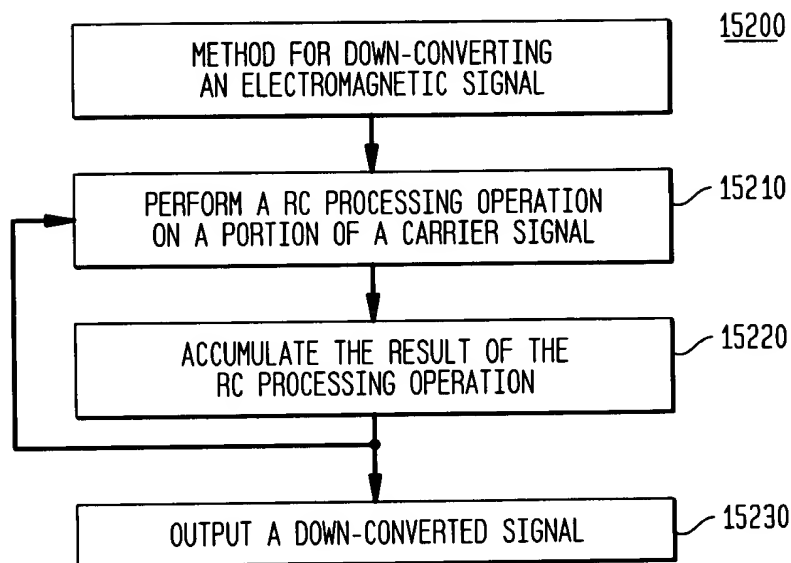 15200
METHOD FOR DOWN-CONVERTING
AN ELECTROMAGNETIC SIGNAL
15210
PERFORM A RC PROCESSING OPERATION
ON A PORTION OF A CARRIER SIGNAL
15220
ACCUMULATE THE RESULT OF THE
RC PROCESSING OPERATION
15230
OUTPUT A DOWN-CONVERTED SIGNAL